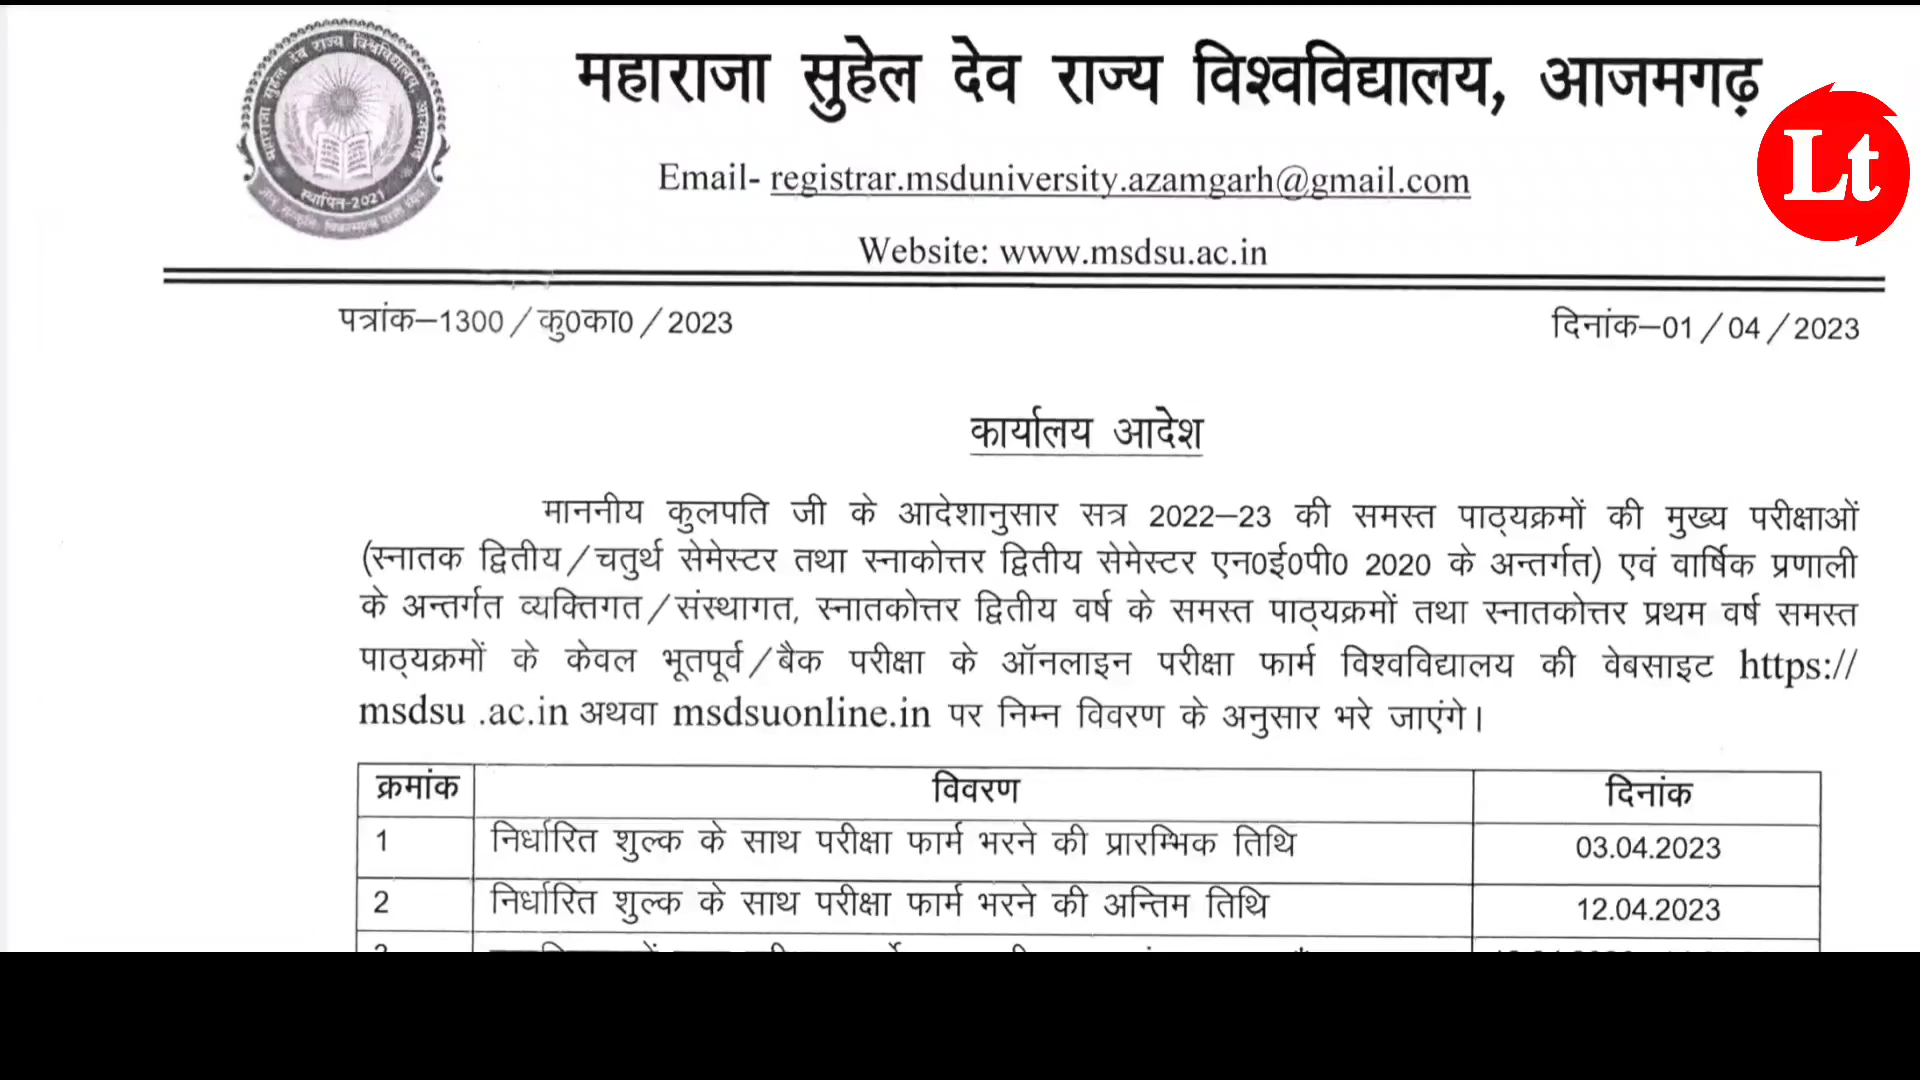 महाराजा सुहेल देव राज्य विश्वविद्यालय, आजमगढ़
Lt
Email- registrar.msduniversity.azamgarh@gmail.com
स्थापित-2021
Website: www.msdsu.ac.in
पत्रांक–1300/कु0का0/2023
दिनांक–01/04/2023
कार्यालय आदेश
माननीय कुलपति जी के आदेशानुसार सत्र 2022–23 की समस्त पाठ्यक्रमों की मुख्य परीक्षाओं
(स्नातक द्वितीय/चतुर्थ सेमेस्टर तथा स्नाकोत्तर द्वितीय सेमेस्टर एन0ई0पी0 2020 के अन्तर्गत) एवं वार्षिक प्रणाली
के अन्तर्गत व्यक्तिगत/संस्थागत, स्नातकोत्तर द्वितीय वर्ष के समस्त पाठ्यक्रमों तथा स्नातकोत्तर प्रथम वर्ष समस्त
पाठ्यक्रमों के केवल भूतपूर्व/बैक परीक्षा के ऑनलाइन परीक्षा फार्म विश्वविद्यालय की वेबसाइट https://
msdsu .ac.in अथवा msdsuonline.in पर निम्न विवरण के अनुसार भरे जाएंगे।
क्रमांक विवरण दिनांक
1 निर्धारित शुल्क के साथ परीक्षा फार्म भरने की प्रारम्भिक तिथि 03.04.2023
2 निर्धारित शुल्क के साथ परीक्षा फार्म भरने की अन्तिम तिथि 12.04.2023